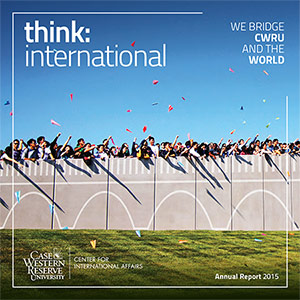 think:
international
WE BRIDGE
CWRU
AND THE
WORLD
CASE
WESTERN
RESERVE
UNIVERSITY
CENTER FOR
INTERNATIONAL AFFAIRS
Annual Report 2015